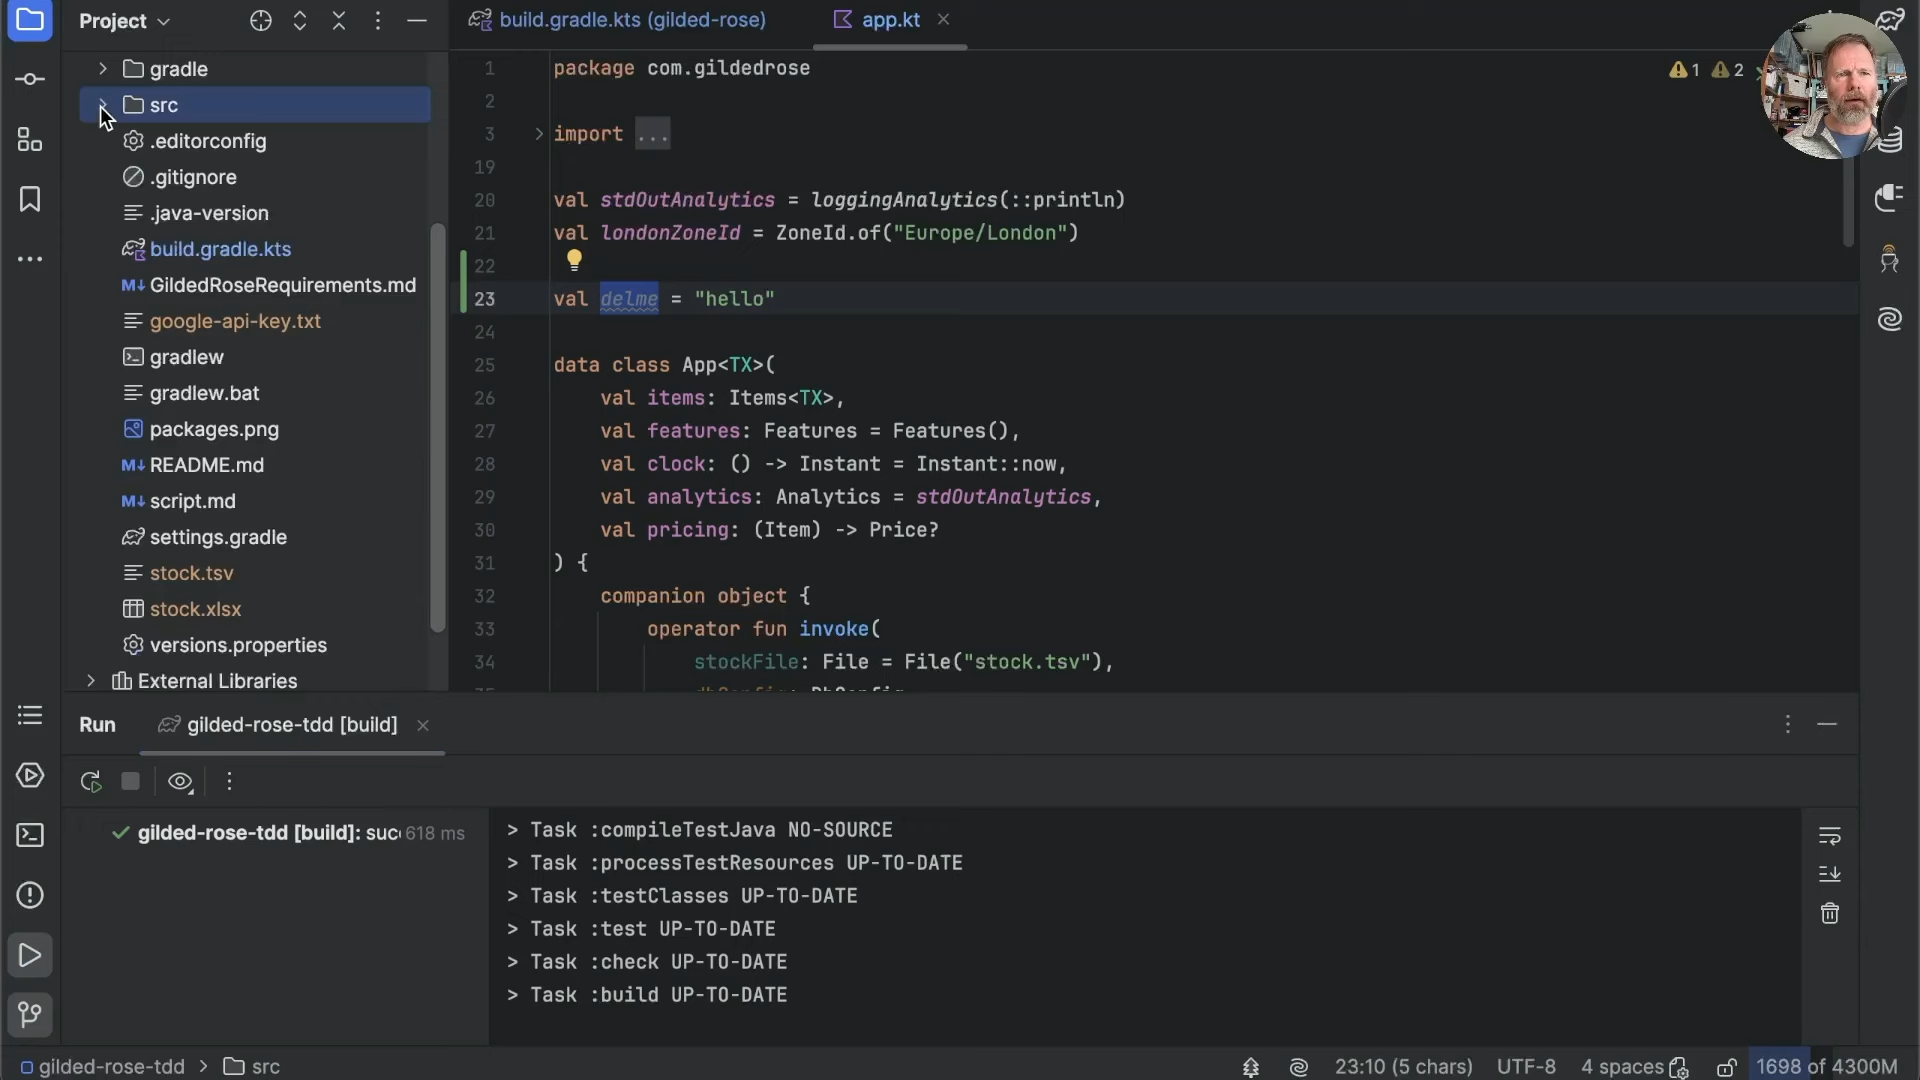 Project
build.gradle.kts (gilded-rose)
app.kt
gradle
src
.editorconfig
.gitignore
.java-version
build.gradle.kts
GildedRoseRequirements.md
google-api-key.txt
gradlew
gradlew.bat
packages.png
README.md
script.md
settings.gradle
stock.tsv
stock.xlsx
versions.properties
External Libraries
1 package com.gildedrose
2
3 import ...
19
20 val stdOutAnalytics = loggingAnalytics(::println)
21 val londonZoneId = ZoneId.of("Europe/London")
22
23 val delme = "hello"
24
25 data class App<TX>(
26 val items: Items<TX>,
27 val features: Features = Features(),
28 val clock: () -> Instant = Instant::now,
29 val analytics: Analytics = stdOutAnalytics,
30 val pricing: (Item) -> Price?
31 ) {
32 companion object {
33 operator fun invoke(
34 stockFile: File = File("stock.tsv"),
1 2
Run
gilded-rose-tdd [build]
gilded-rose-tdd [build]: suc 618 ms
> Task :compileTestJava NO-SOURCE
> Task :processTestResources UP-TO-DATE
> Task :testClasses UP-TO-DATE
> Task :test UP-TO-DATE
> Task :check UP-TO-DATE
> Task :build UP-TO-DATE
gilded-rose-tdd > src
23:10 (5 chars)
UTF-8
4 spaces
1698 of 4300M